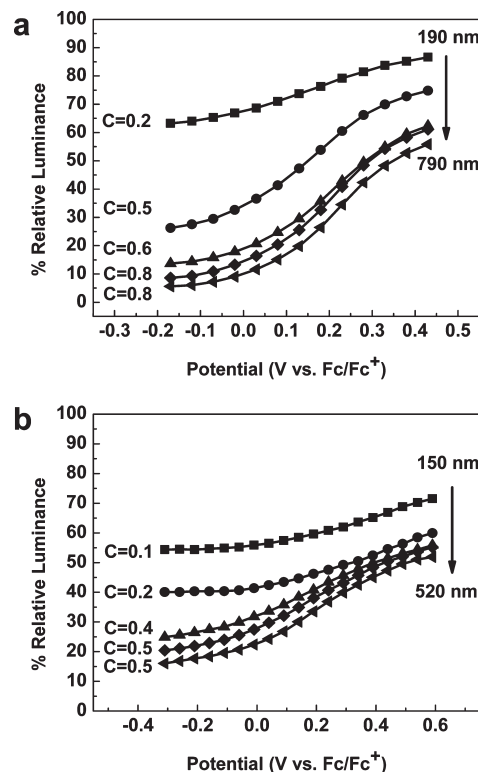 a
100
90
80
70
60
50
40
30
20
10
0
% Relative Luminance
190 nm
790 nm
C=0.2
C=0.5
C=0.6
C=0.8
C=0.8
-0.3 -0.2 -0.1 0.0 0.1 0.2 0.3 0.4 0.5
Potential (V vs. Fc/Fc⁺)
b
100
90
80
70
60
50
40
30
20
10
0
% Relative Luminance
150 nm
520 nm
C=0.1
C=0.2
C=0.4
C=0.5
C=0.5
-0.4 -0.2 0.0 0.2 0.4 0.6
Potential (V vs. Fc/Fc⁺)